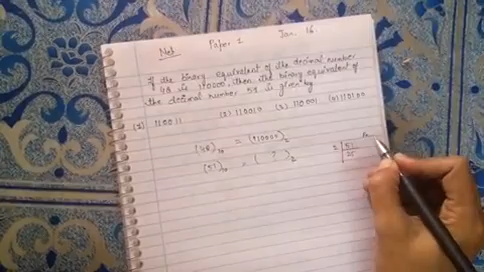 Net Paper 1 Jan 16.
If the binary equivalent of the decimal number
48 is 110000, then the binary equivalent of
the decimal number 51 is given by
(1) 110011 (2) 110010 (3) 110001 (4) 110100
(48)10 = (110000)2
(51)10 = ( ? )2
2 51
25